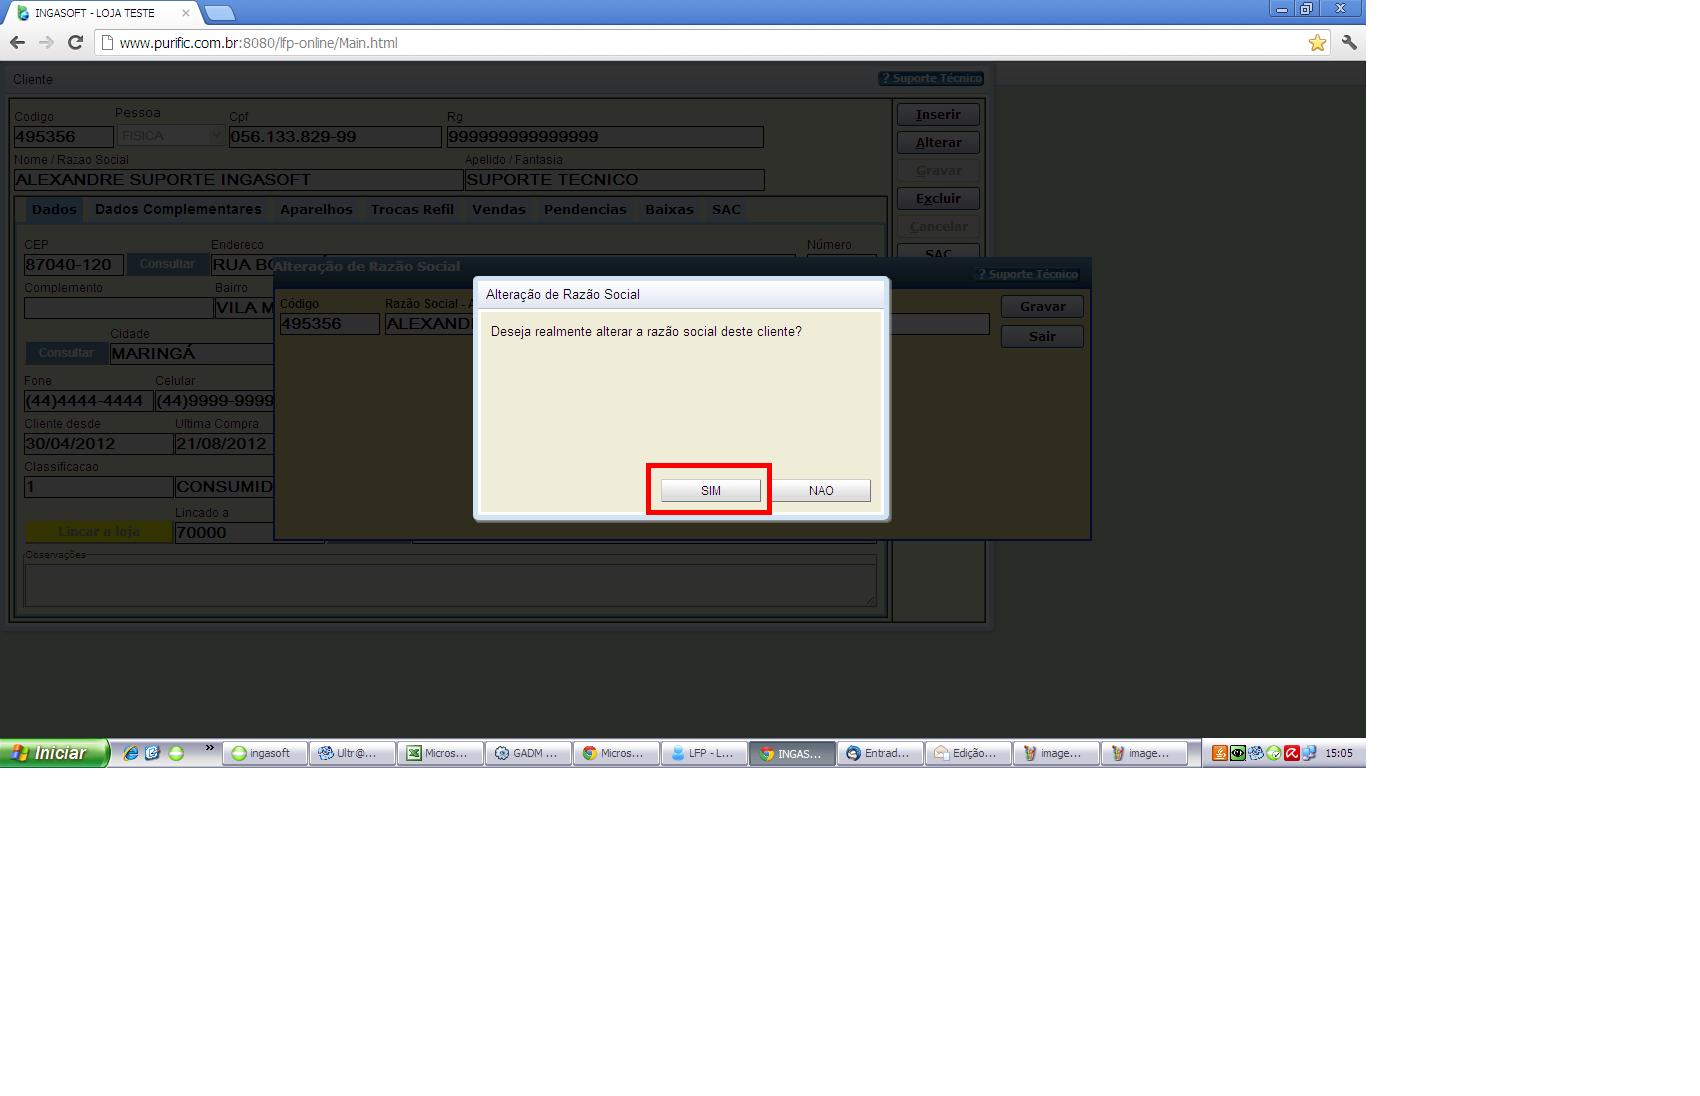 INGASOFT - LOJA TESTE
www.purific.com.br:8080/lfp-online/Main.html
Cliente
? Suporte Técnico
Codigo Pessoa Cpf Rg
495356 FISICA 056.133.829-99 999999999999999
Nome / Razao Social Apelido / Fantasia
ALEXANDRE SUPORTE INGASOFT SUPORTE TECNICO
Dados Dados Complementares Aparelhos Trocas Refil Vendas Pendencias Baixas SAC
CEP Endereco Número
87040-120 Consultar RUA
Complemento Bairro
VILA
Cidade
Consultar MARINGÁ
Fone Celular
(44)4444-4444 (44)9999-9999
Cliente desde Ultima Compra
30/04/2012 21/08/2012
Classificacao
1
Lincado a
Lincar a loja 70000
Observações
Inserir
Alterar
Gravar
Excluir
Cancelar
SAC
Alteração de Razão Social
? Suporte Técnico
Código Razão Social -
495356
Gravar
Sair
Alteração de Razão Social
Deseja realmente alterar a razão social deste cliente?
SIM NAO
Iniciar » ingasoft Ultr@... Micros... GADM ... Micros... LFP - L... INGAS... Entrad... Edição... image... image... 15:05